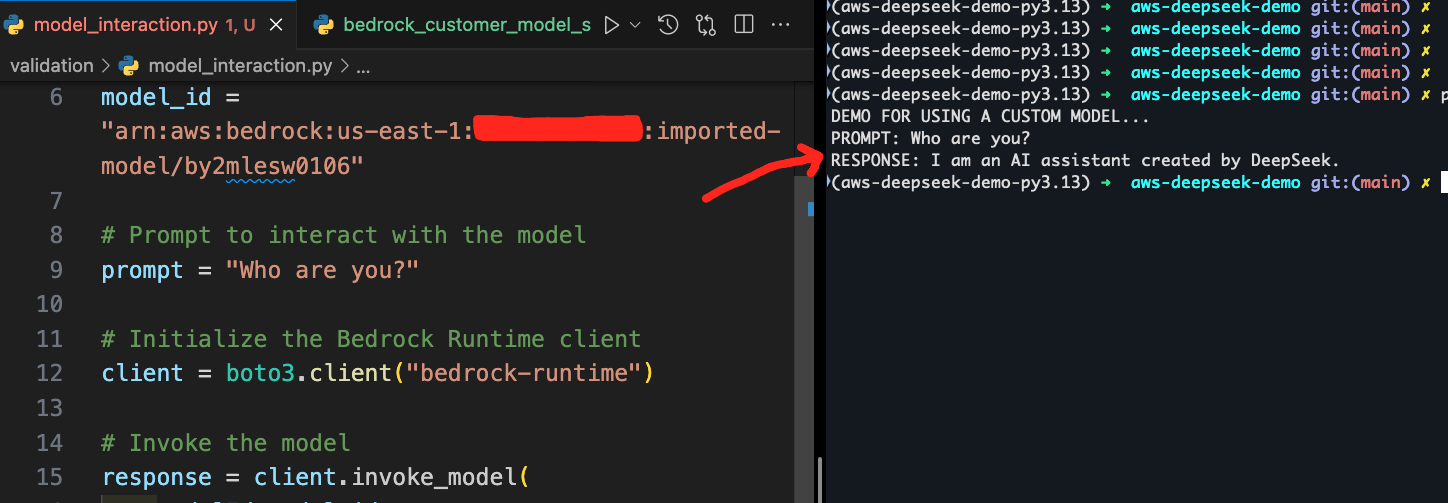 model_interaction.py 1, U
bedrock_customer_model_s
validation > model_interaction.py > ...
6 model_id =
"arn:aws:bedrock:us-east-1: :imported-
model/by2mlesw0106"
7
8 # Prompt to interact with the model
9 prompt = "Who are you?"
10
11 # Initialize the Bedrock Runtime client
12 client = boto3.client("bedrock-runtime")
13
14 # Invoke the model
15 response = client.invoke_model(
(aws-deepseek-demo-py3.13) ➜ aws-deepseek-demo git:(main) ✗
(aws-deepseek-demo-py3.13) ➜ aws-deepseek-demo git:(main) ✗
(aws-deepseek-demo-py3.13) ➜ aws-deepseek-demo git:(main) ✗
(aws-deepseek-demo-py3.13) ➜ aws-deepseek-demo git:(main) ✗
(aws-deepseek-demo-py3.13) ➜ aws-deepseek-demo git:(main) ✗ p
DEMO FOR USING A CUSTOM MODEL...
PROMPT: Who are you?
RESPONSE: I am an AI assistant created by DeepSeek.
(aws-deepseek-demo-py3.13) ➜ aws-deepseek-demo git:(main) ✗